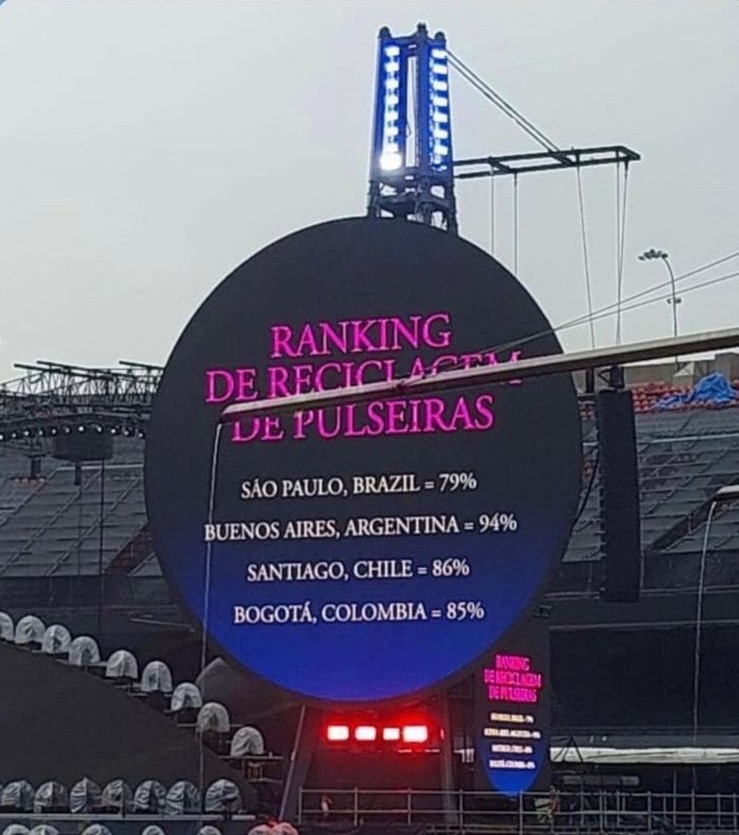 RANKING
DE RECICLAGEM
DE PULSEIRAS
SÁO PAULO, BRAZIL = 79%
BUENOS AIRES, ARGENTINA = 94%
SANTIAGO, CHILE = 86%
BOGOTÁ, COLOMBIA = 85%
RANKING
DE RECICLAGEM
DE PULSEIRAS